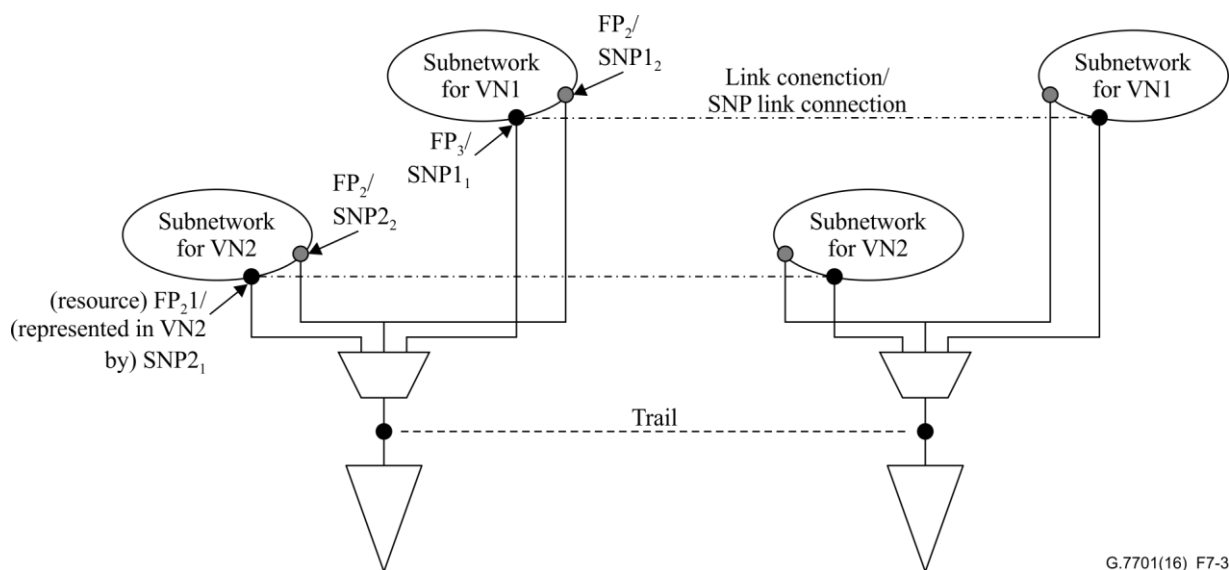 FP₂/
SNP1₂
Subnetwork
for VN1
Link conenction/
SNP link connection
Subnetwork
for VN1
FP₃/
SNP1₁
FP₂/
SNP2₂
Subnetwork
for VN2
Subnetwork
for VN2
(resource) FP₂1/
(represented in VN2
by) SNP2₁
Trail
G.7701(16)_F7-3